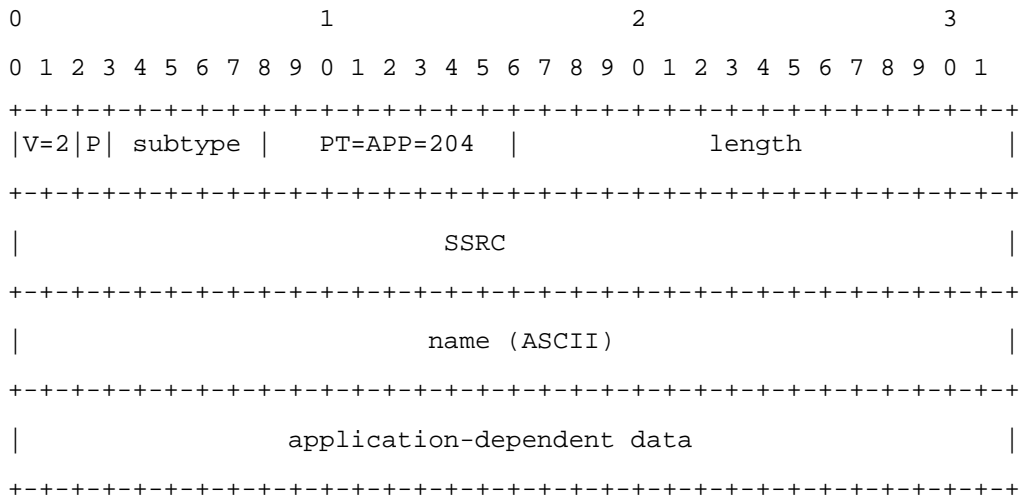 0                   1                   2                   3
0 1 2 3 4 5 6 7 8 9 0 1 2 3 4 5 6 7 8 9 0 1 2 3 4 5 6 7 8 9 0 1
+-+-+-+-+-+-+-+-+-+-+-+-+-+-+-+-+-+-+-+-+-+-+-+-+-+-+-+-+-+-+-+-+
|V=2|P| subtype |   PT=APP=204  |            length             |
+-+-+-+-+-+-+-+-+-+-+-+-+-+-+-+-+-+-+-+-+-+-+-+-+-+-+-+-+-+-+-+-+
|                           SSRC                                |
+-+-+-+-+-+-+-+-+-+-+-+-+-+-+-+-+-+-+-+-+-+-+-+-+-+-+-+-+-+-+-+-+
|                          name (ASCII)                         |
+-+-+-+-+-+-+-+-+-+-+-+-+-+-+-+-+-+-+-+-+-+-+-+-+-+-+-+-+-+-+-+-+
|                 application-dependent data                    |
+-+-+-+-+-+-+-+-+-+-+-+-+-+-+-+-+-+-+-+-+-+-+-+-+-+-+-+-+-+-+-+-+